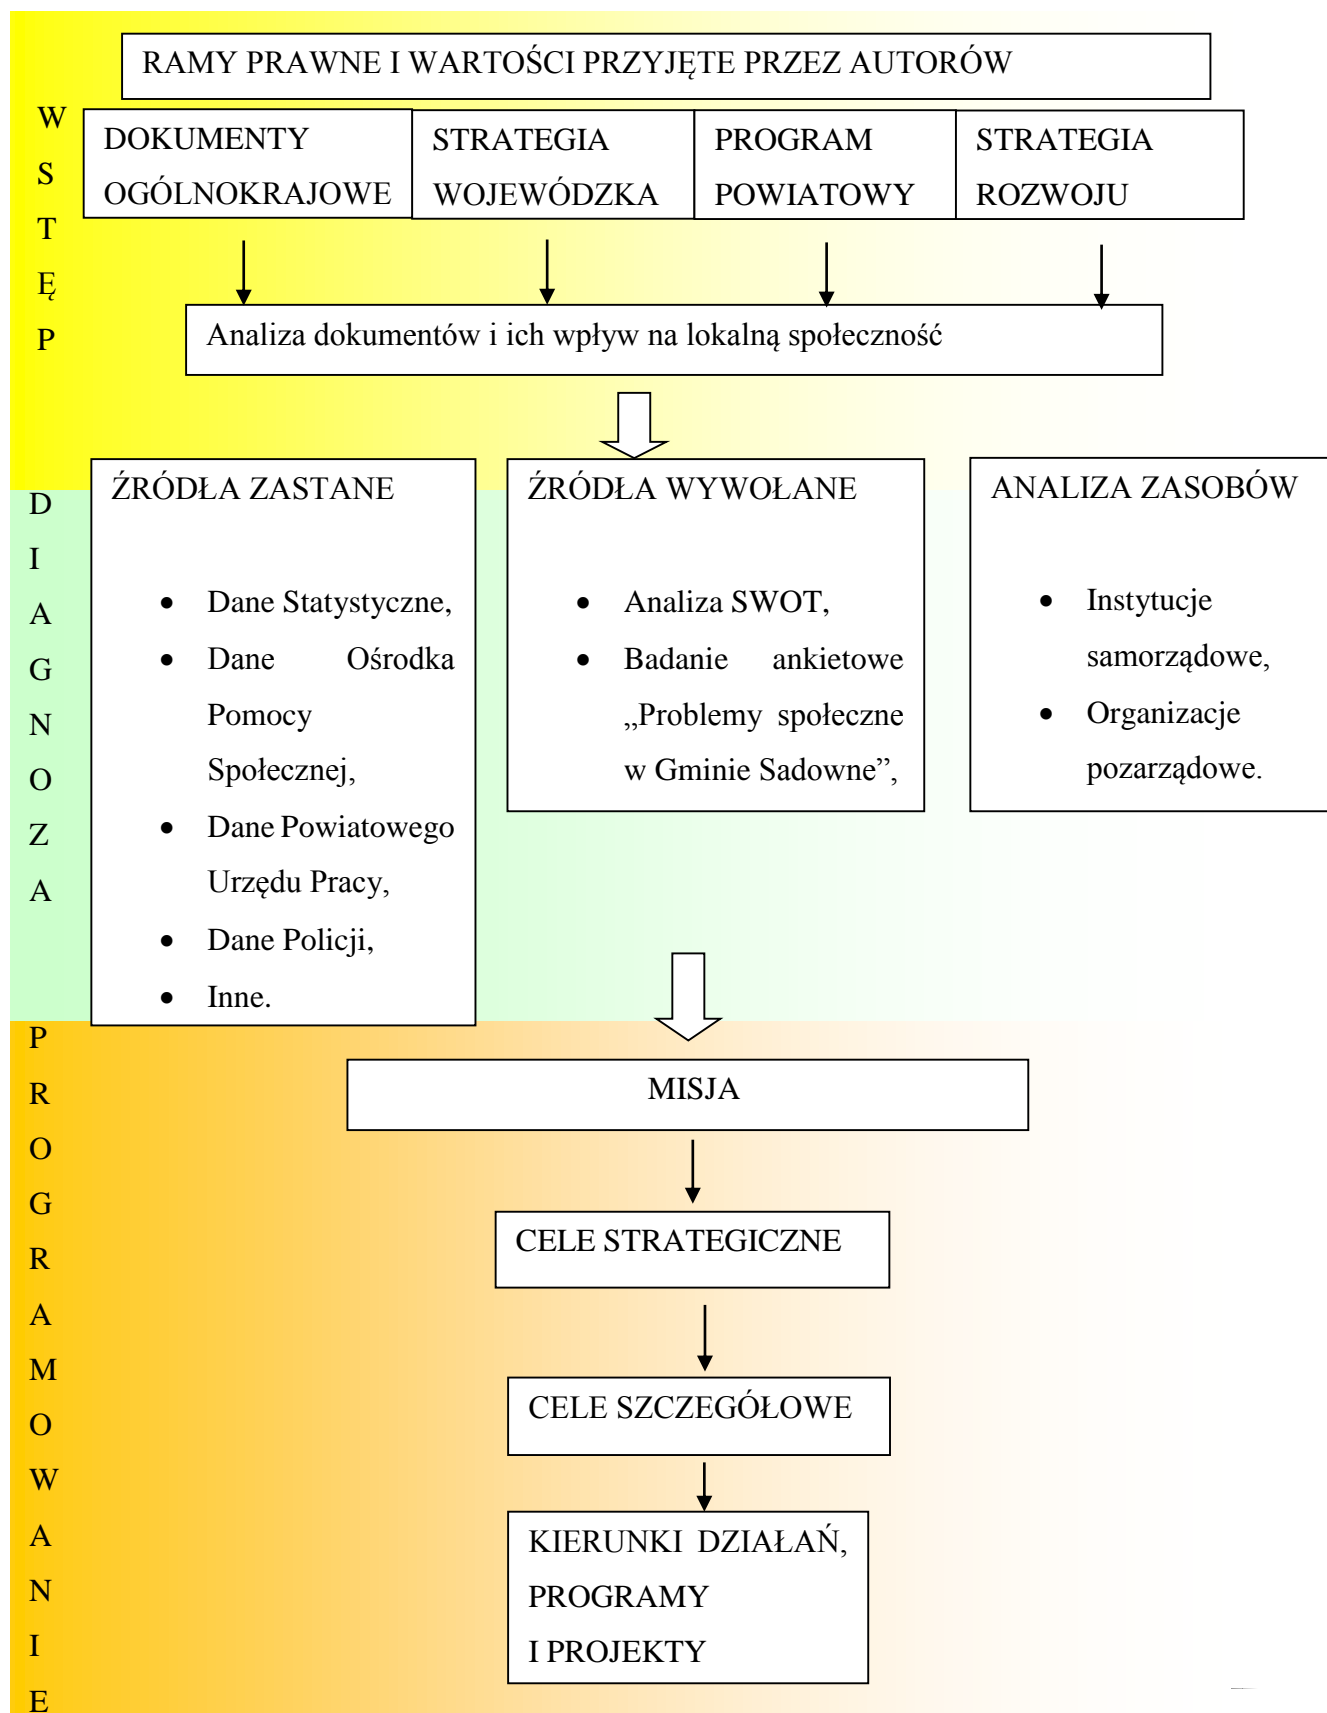 RAMY PRAWNE I WARTOŚCI PRZYJĘTE PRZEZ AUTORÓW
W
S
T
Ę
P
DOKUMENTY
OGÓLNOKRAJOWE
STRATEGIA
WOJEWÓDZKA
PROGRAM
POWIATOWY
STRATEGIA
ROZWOJU
Analiza dokumentów i ich wpływ na lokalną społeczność
D
I
A
G
N
O
Z
A
ŹRÓDŁA ZASTANE
• Dane Statystyczne,
• Dane Ośrodka
Pomocy
Społecznej,
• Dane Powiatowego
Urzędu Pracy,
• Dane Policji,
• Inne.
ŹRÓDŁA WYWOŁANE
• Analiza SWOT,
• Badanie ankietowe
„Problemy społeczne
w Gminie Sadowne”,
ANALIZA ZASOBÓW
• Instytucje
samorządowe,
• Organizacje
pozarządowe.
P
R
O
G
R
A
M
O
W
A
N
I
E
MISJA
CELE STRATEGICZNE
CELE SZCZEGÓŁOWE
KIERUNKI DZIAŁAŃ,
PROGRAMY
I PROJEKTY